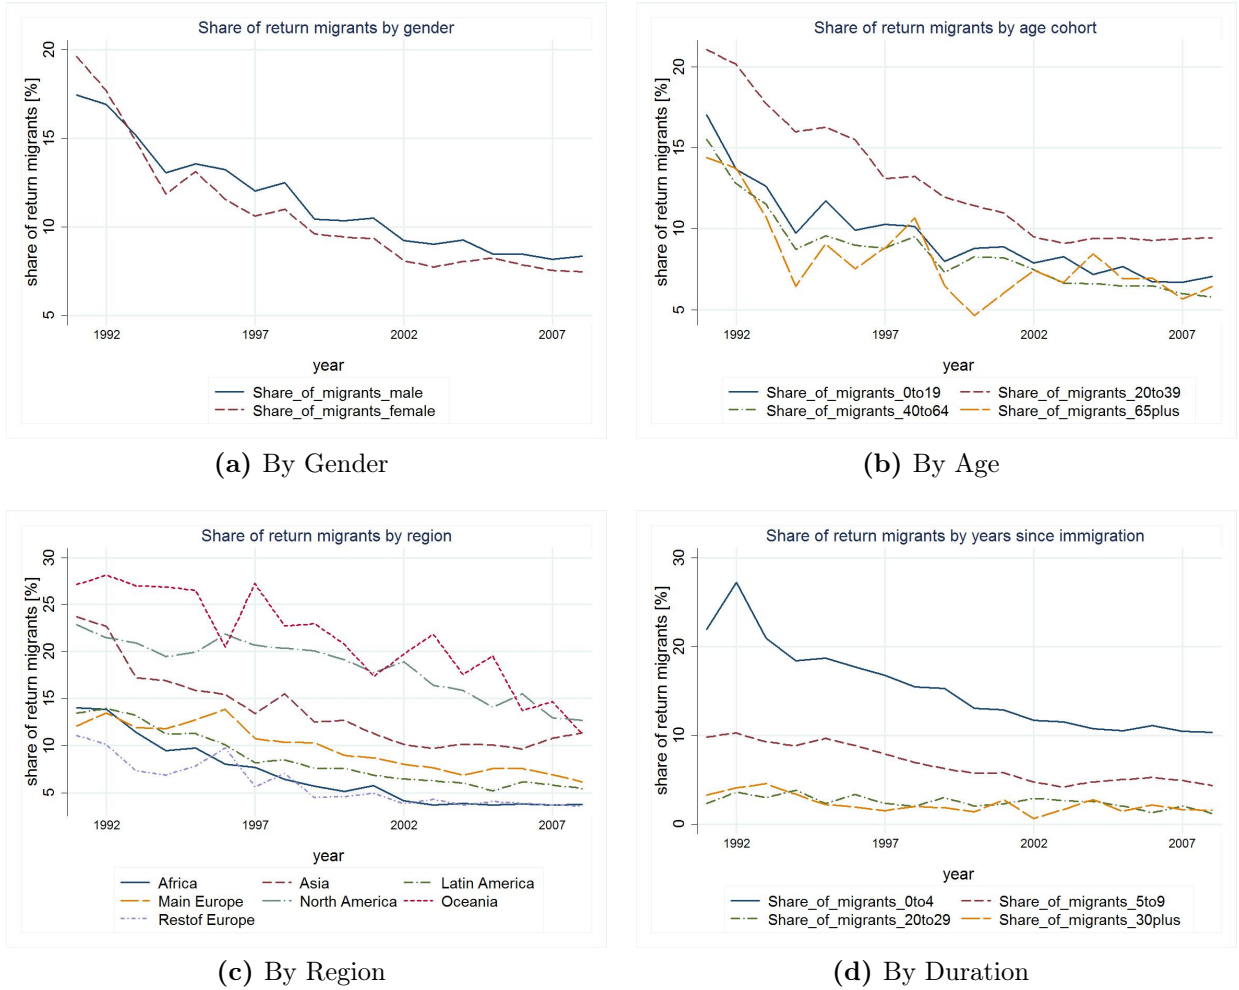 Share of return migrants by gender
share of return migrants [%]
20
15
10
5
1992 1997 2002 2007
year
Share_of_migrants_male
Share_of_migrants_female
(a) By Gender
Share of return migrants by age cohort
share of return migrants [%]
20
15
10
5
1992 1997 2002 2007
year
Share_of_migrants_0to19 Share_of_migrants_20to39
Share_of_migrants_40to64 Share_of_migrants_65plus
(b) By Age
Share of return migrants by region
share of return migrants [%]
30
25
20
15
10
5
1992 1997 2002 2007
year
Africa Asia Latin America
Main Europe North America Oceania
Restof Europe
(c) By Region
Share of return migrants by years since immigration
share of return migrants [%]
30
20
10
0
1992 1997 2002 2007
year
Share_of_migrants_0to4 Share_of_migrants_5to9
Share_of_migrants_20to29 Share_of_migrants_30plus
(d) By Duration